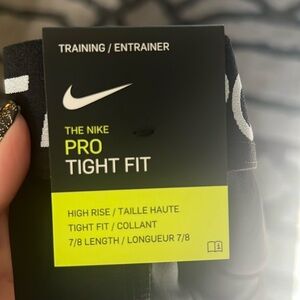 TRAINING / ENTRAINER
THE NIKE
PRO
TIGHT FIT
HIGH RISE / TAILLE HAUTE
TIGHT FIT / COLLANT
7/8 LENGTH / LONGUEUR 7/8
1